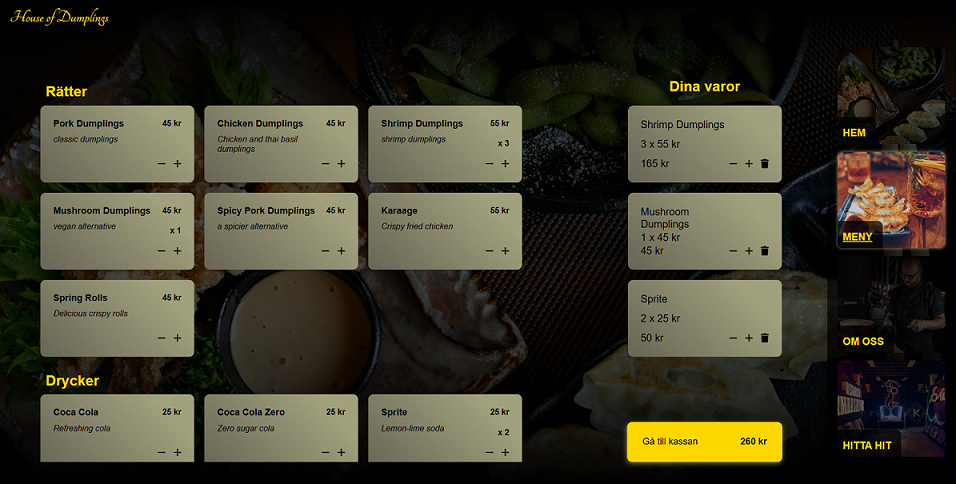 House of Dumplings
Rätter
Pork Dumplings 45 kr
classic dumplings
Chicken Dumplings 45 kr
Chicken and thai basil
dumplings
Shrimp Dumplings 55 kr
shrimp dumplings
x 3
Mushroom Dumplings 45 kr
vegan alternative
x 1
Spicy Pork Dumplings 45 kr
a spicier alternative
Karaage 55 kr
Crispy fried chicken
Spring Rolls 45 kr
Delicious crispy rolls
Drycker
Coca Cola 25 kr
Refreshing cola
Coca Cola Zero 25 kr
Zero sugar cola
Sprite 25 kr
Lemon-lime soda
x 2
Dina varor
Shrimp Dumplings
3 x 55 kr
165 kr
Mushroom
Dumplings
1 x 45 kr
45 kr
Sprite
2 x 25 kr
50 kr
Gå till kassan 260 kr
HEM
MENY
OM OSS
HITTA HIT